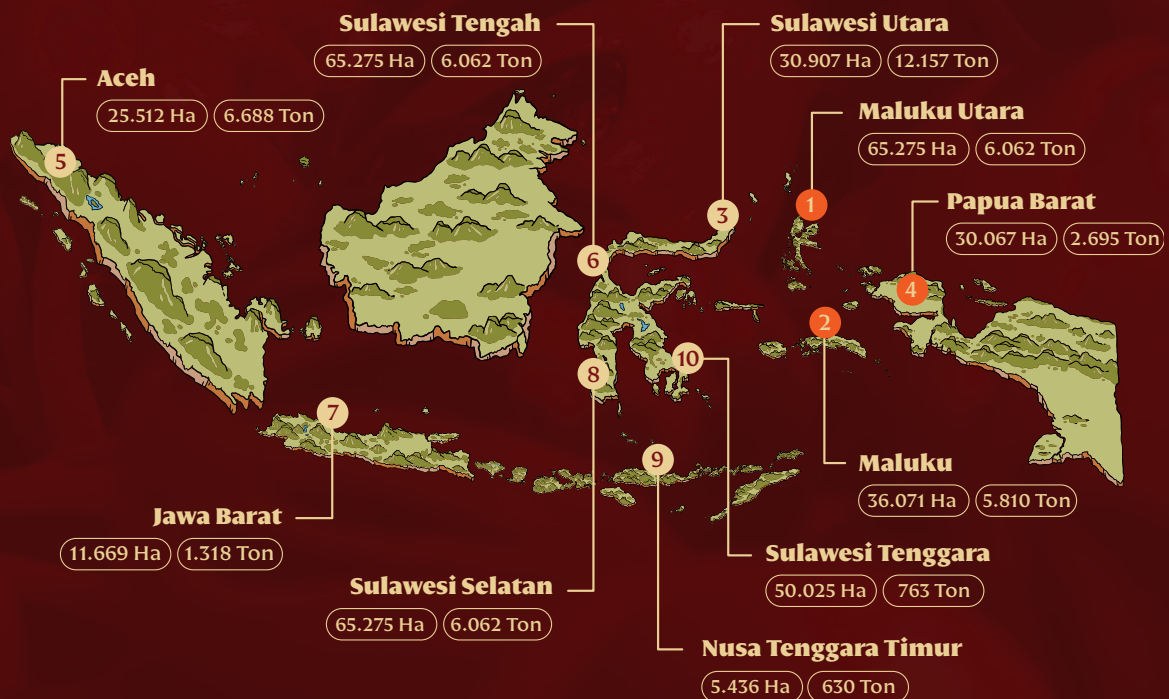 Sulawesi Tengah
65.275 Ha 6.062 Ton
Sulawesi Utara
30.907 Ha 12.157 Ton
Aceh
25.512 Ha 6.688 Ton
Maluku Utara
65.275 Ha 6.062 Ton
Papua Barat
30.067 Ha 2.695 Ton
5
3
1
6
4
2
10
8
7
9
Maluku
36.071 Ha 5.810 Ton
Jawa Barat
11.669 Ha 1.318 Ton
Sulawesi Tenggara
50.025 Ha 763 Ton
Sulawesi Selatan
65.275 Ha 6.062 Ton
Nusa Tenggara Timur
5.436 Ha 630 Ton